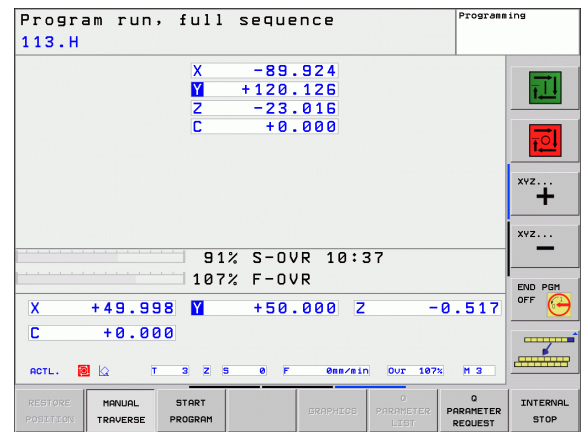 Program run, full sequence
Programming
113.H
X -89.924
Y +120.126
Z -23.016
C +0.000
XYZ...
+
XYZ...
-
91% S-OVR 10:37
107% F-OVR
END PGM
OFF
X +49.998 Y +50.000 Z -0.517
C +0.000
ACTL. T 3 Z S 0 F 0mm/min Ovr 107% M 3
RESTORE POSITION
MANUAL TRAVERSE
START PROGRAM
GRAPHICS
Q PARAMETER LIST
Q PARAMETER REQUEST
INTERNAL STOP